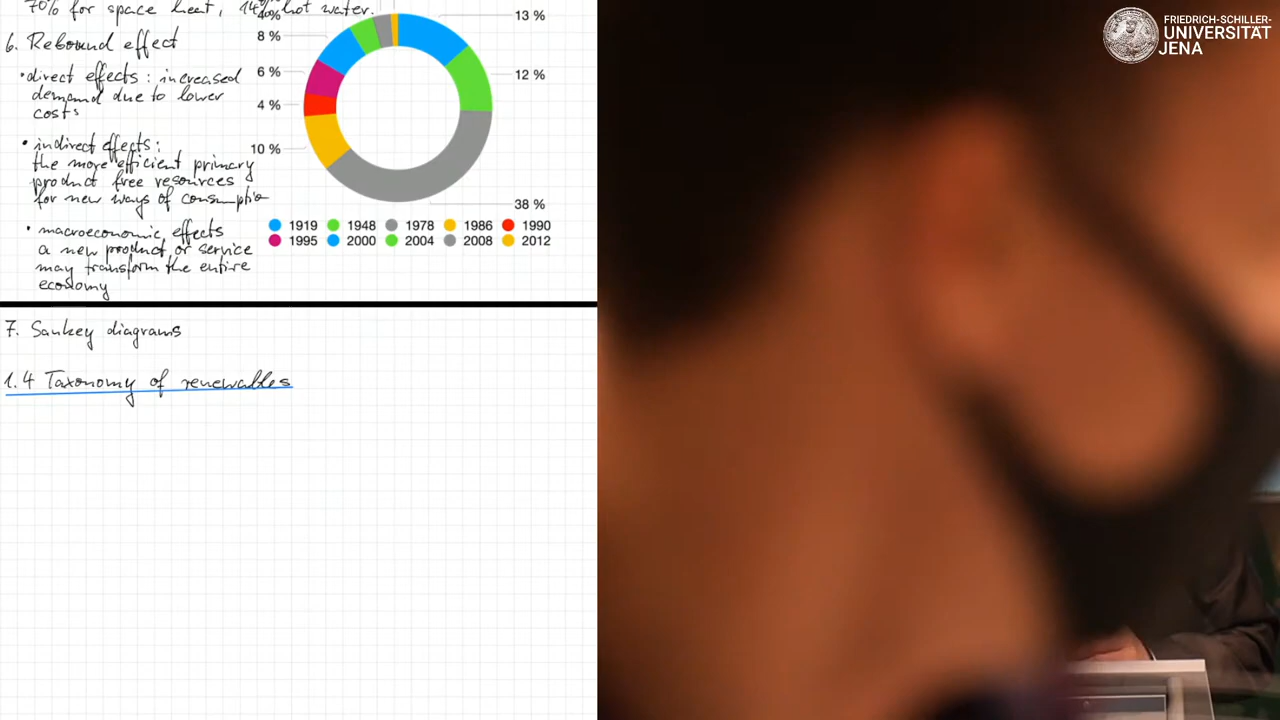 70% for space heat, 14% hot water.
40%
13 %
6. Rebound effect
8 %
• direct effects: increased
demand due to lower
costs
6 %
12 %
4 %
• indirect effects:
the more efficient primary
product free resources
for new ways of consumptio
10 %
38 %
1919 1948 1978 1986 1990
1995 2000 2004 2008 2012
• macroeconomic effects
a new product or service
may transform the entire
economy
7. Sankey diagrams
1.4 Taxonomy of renewables
FRIEDRICH-SCHILLER-
UNIVERSITÄT
JENA